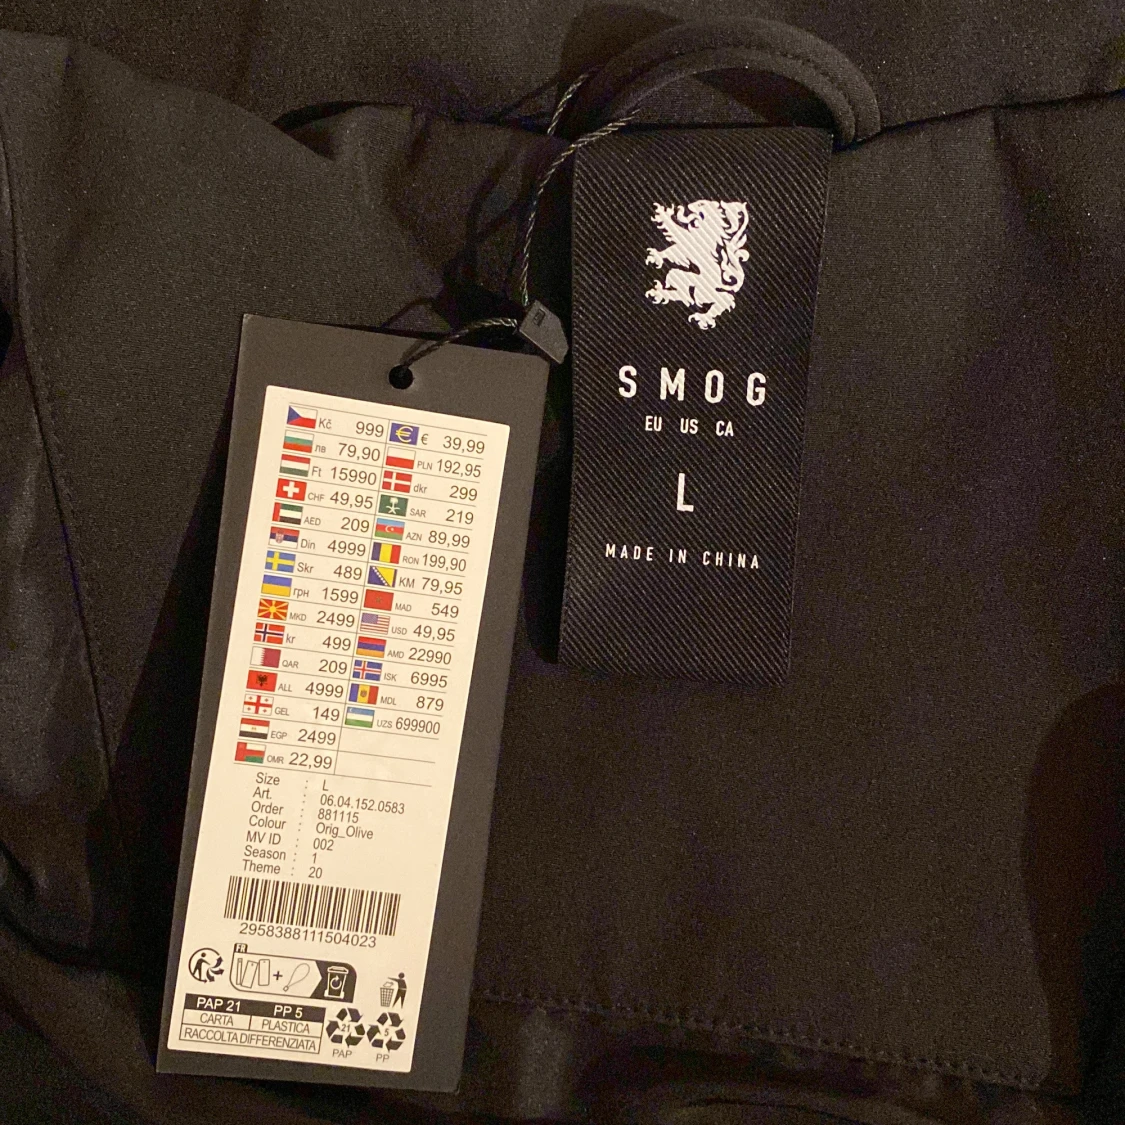 Kč 999 € 39,99
лв 79,90 PLN 192,95
Ft 15990 dkr 299
CHF 49,95 SAR 219
AED 209 AZN 89,99
Din 4999 RON 199,90
Skr 489 KM 79,95
грн 1599 MAD 549
MKD 2499 USD 49,95
kr 499 AMD 22990
QAR 209 ISK 6995
ALL 4999 MDL 879
GEL 149 UZS 699900
EGP 2499
OMR 22,99
Size : L
Art. : 06.04.152.0583
Order : 881115
Colour : Orig_Olive
MV ID : 002
Season : 1
Theme : 20
2958388111504023
FR
+
PAP 21 PP 5
CARTA PLASTICA
RACCOLTA DIFFERENZIATA
21 5
PAP PP
SMOG
EU US CA
L
MADE IN CHINA